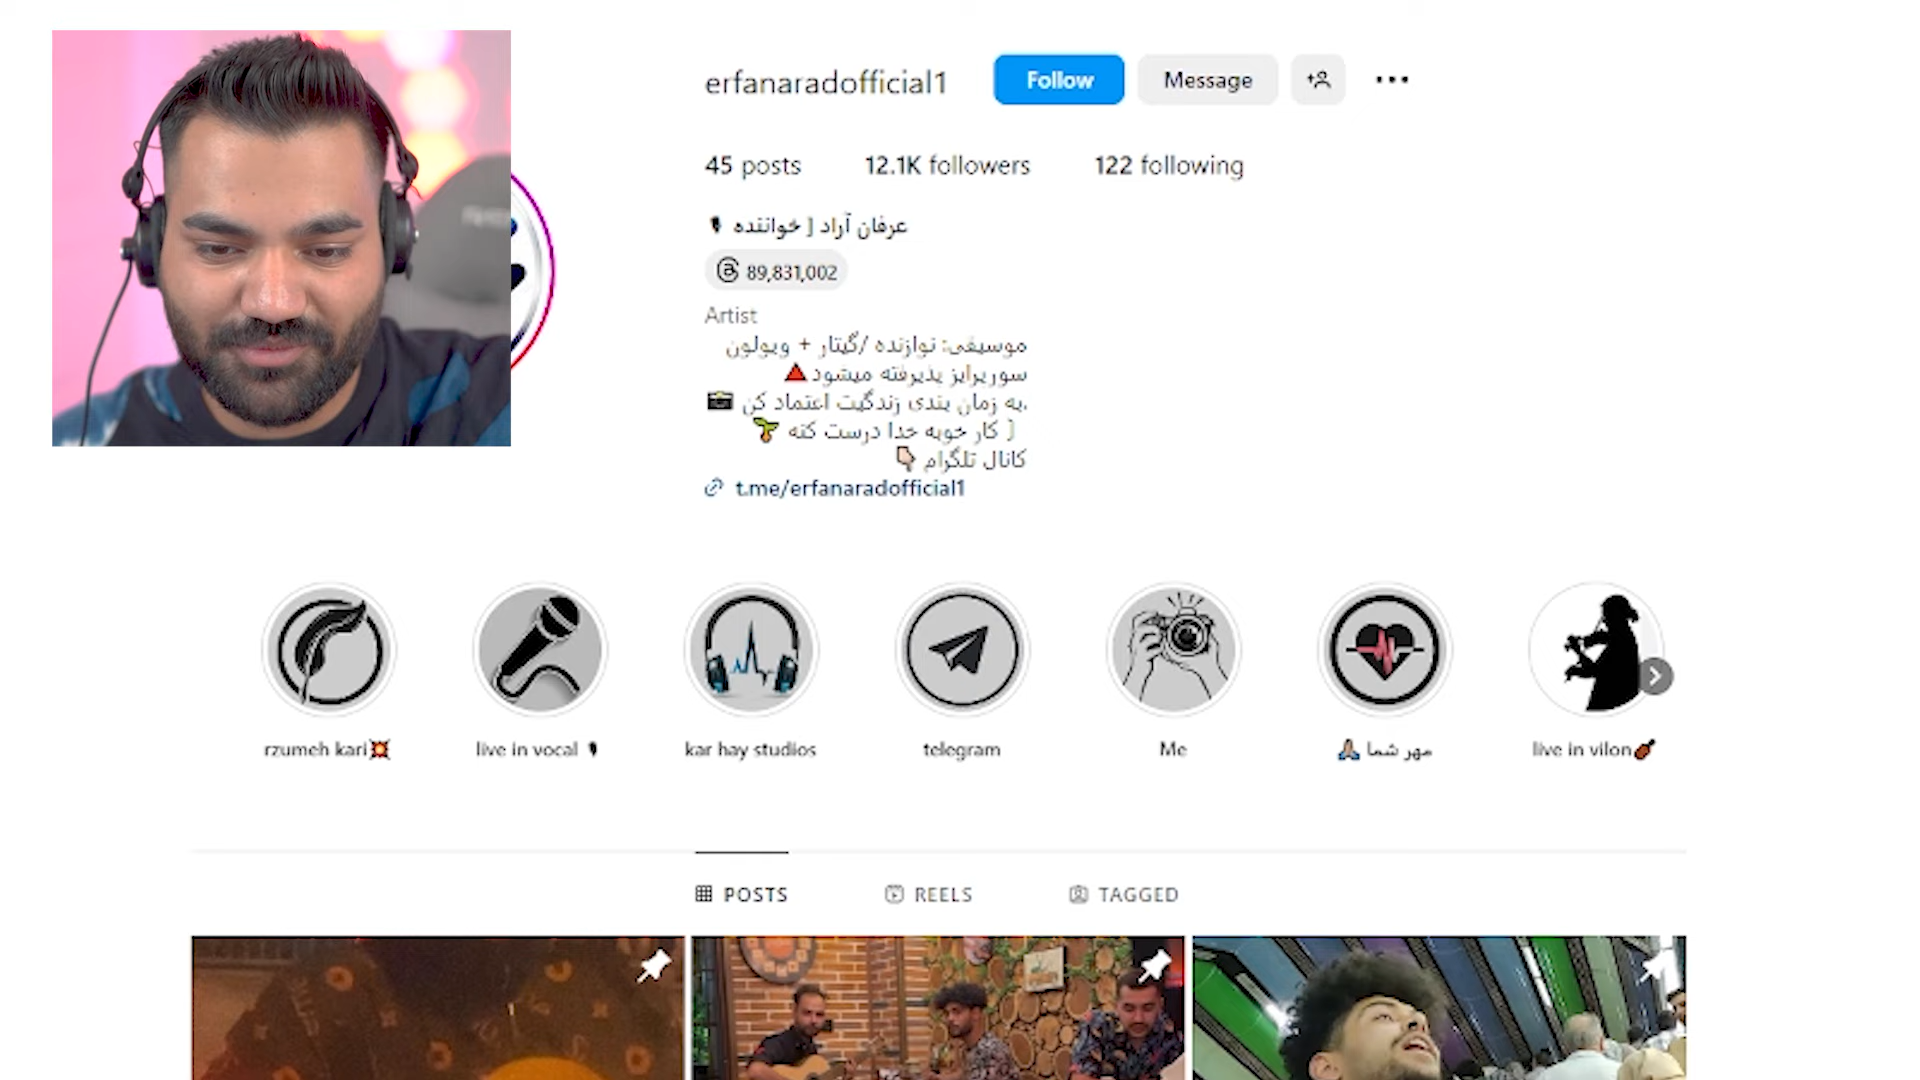 erfanaradofficial1 Follow Message
45 posts 12.1K followers 122 following
عرفان آراد [ خواننده
89,831,002
Artist
موسیقی: نوازنده /گیتار + ویولون
سورپرایز پذیرفته میشود
.به زمان بندی زندگیت اعتماد کن
[ کار خوبه خدا درست کنه
کانال تلگرام
t.me/erfanaradofficial1
rzumeh kari live in vocal kar hay studios telegram Me مهر شما live in vilon
POSTS REELS TAGGED